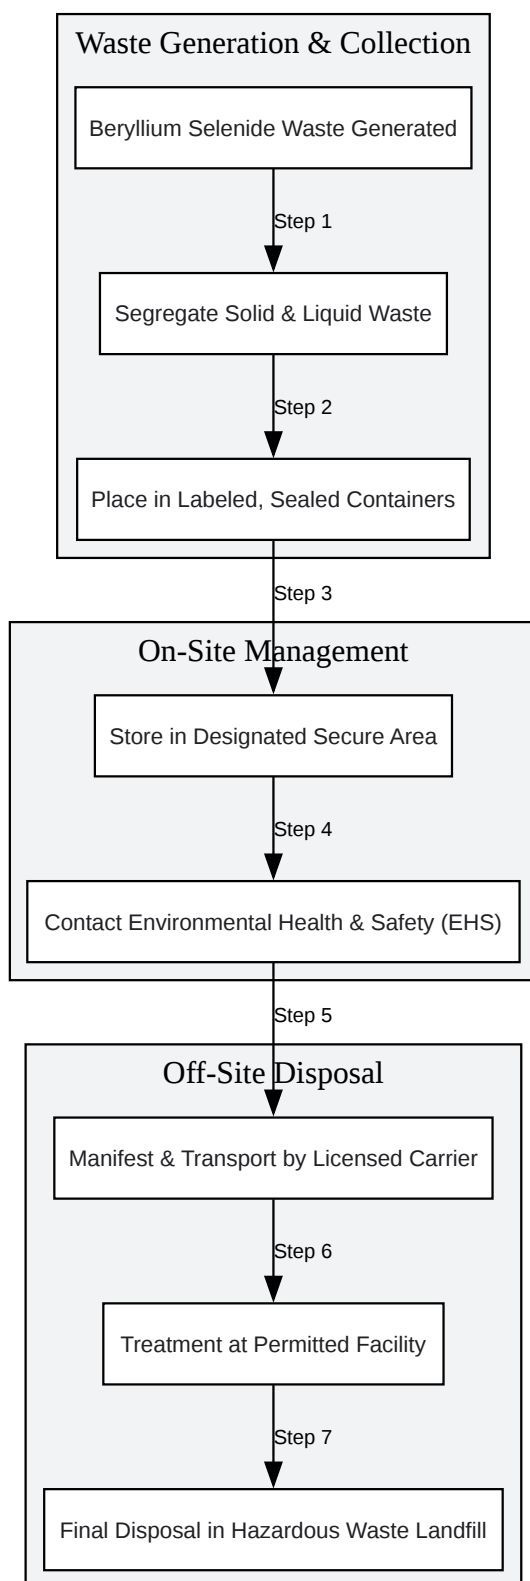 Waste Generation & Collection
Beryllium Selenide Waste Generated
Step 1
Segregate Solid & Liquid Waste
Step 2
Place in Labeled, Sealed Containers
Step 3
On-Site Management
Store in Designated Secure Area
Step 4
Contact Environmental Health & Safety (EHS)
Step 5
Off-Site Disposal
Manifest & Transport by Licensed Carrier
Step 6
Treatment at Permitted Facility
Step 7
Final Disposal in Hazardous Waste Landfill